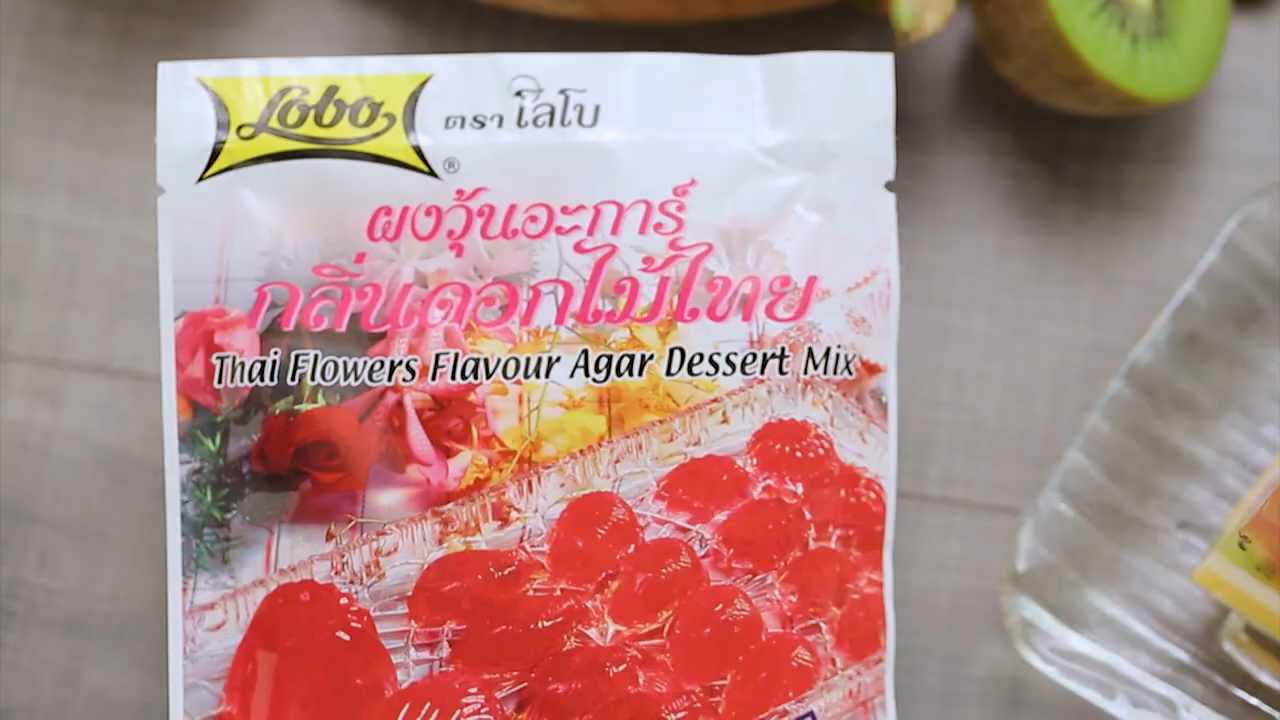 Lobo
®
ตรา โลโบ
ผงวุ้นอะการ์
กลิ่นดอกไม้ไทย
Thai Flowers Flavour Agar Dessert Mix